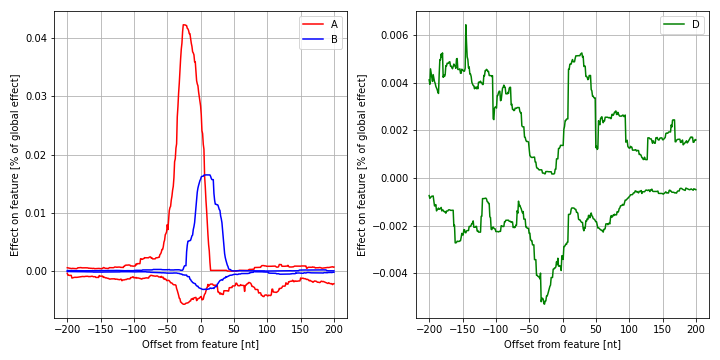 A
B
0.04
0.03
0.02
0.01
0.00
Effect on feature [% of global effect]
−200 −150 −100 −50 0 50 100 150 200
Offset from feature [nt]
D
0.006
0.004
0.002
0.000
−0.002
−0.004
Effect on feature [% of global effect]
−200 −150 −100 −50 0 50 100 150 200
Offset from feature [nt]